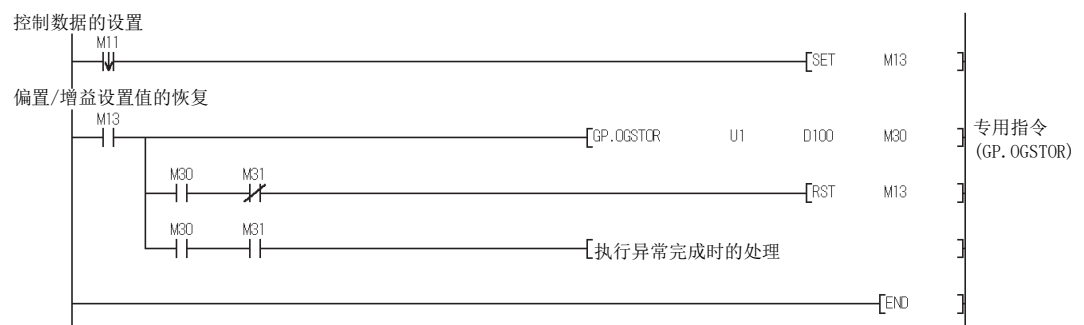 控制数据的设置
M11
SET M13
偏置/增益设置值的恢复
M13
GP.OGSTOR U1 D100 M30
专用指令
(GP.OGSTOR)
M30 M31
RST M13
M30 M31
执行异常完成时的处理
END